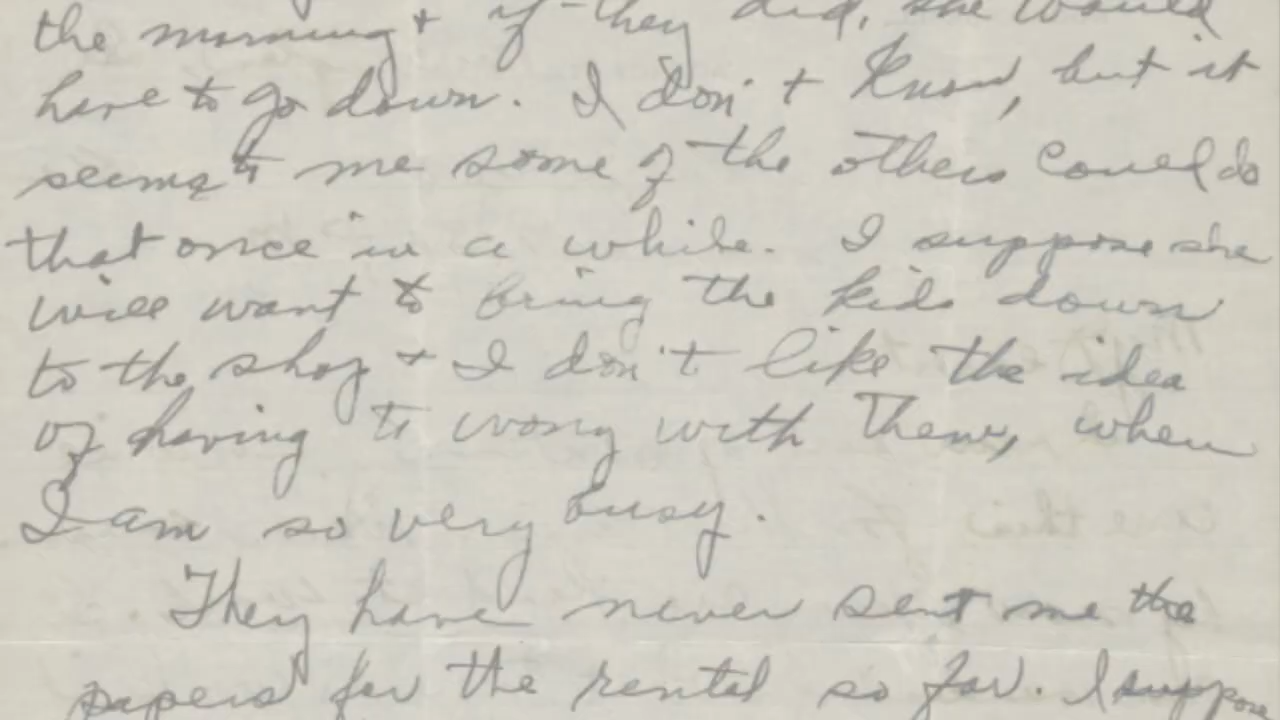 the morning & if they did, she would
have to go down. I don't know, but it
seems to me some of the others could do
that once in a while. I suppose she
will want to bring the kids down
to the shop & I don't like the idea
of having to worry with them, when
I am so very busy.
They have never sent me the
papers for the rental so far. I suppose